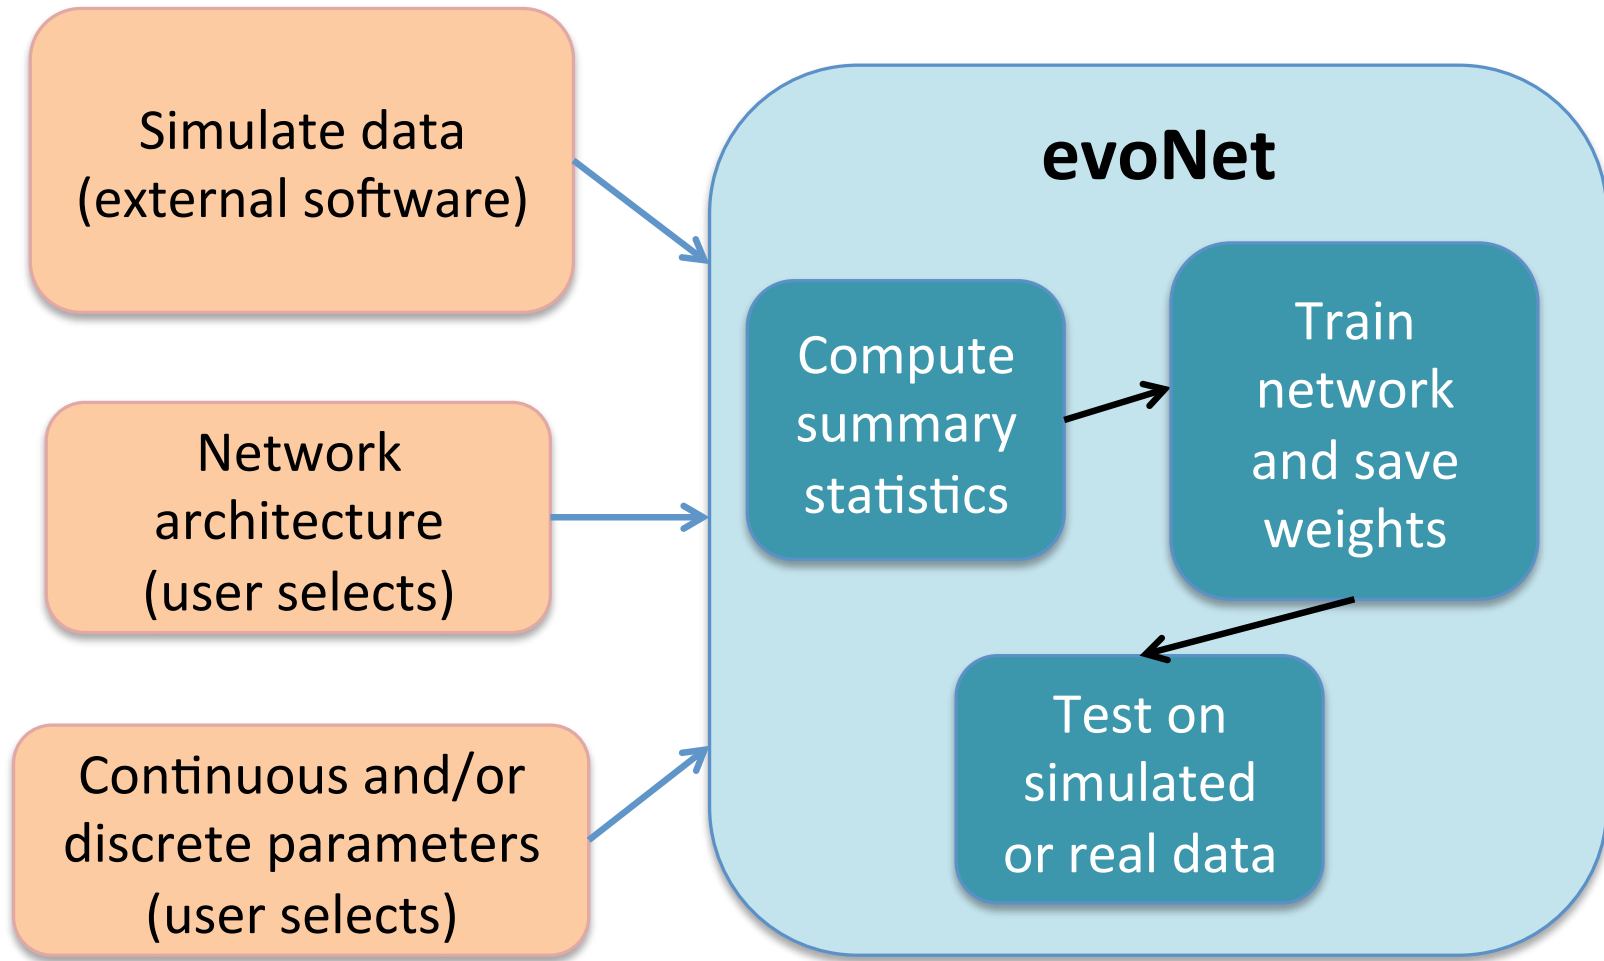 Simulate data
(external software)
Network
architecture
(user selects)
Continuous and/or
discrete parameters
(user selects)
evoNet
Compute
summary
statistics
Train
network
and save
weights
Test on
simulated
or real data